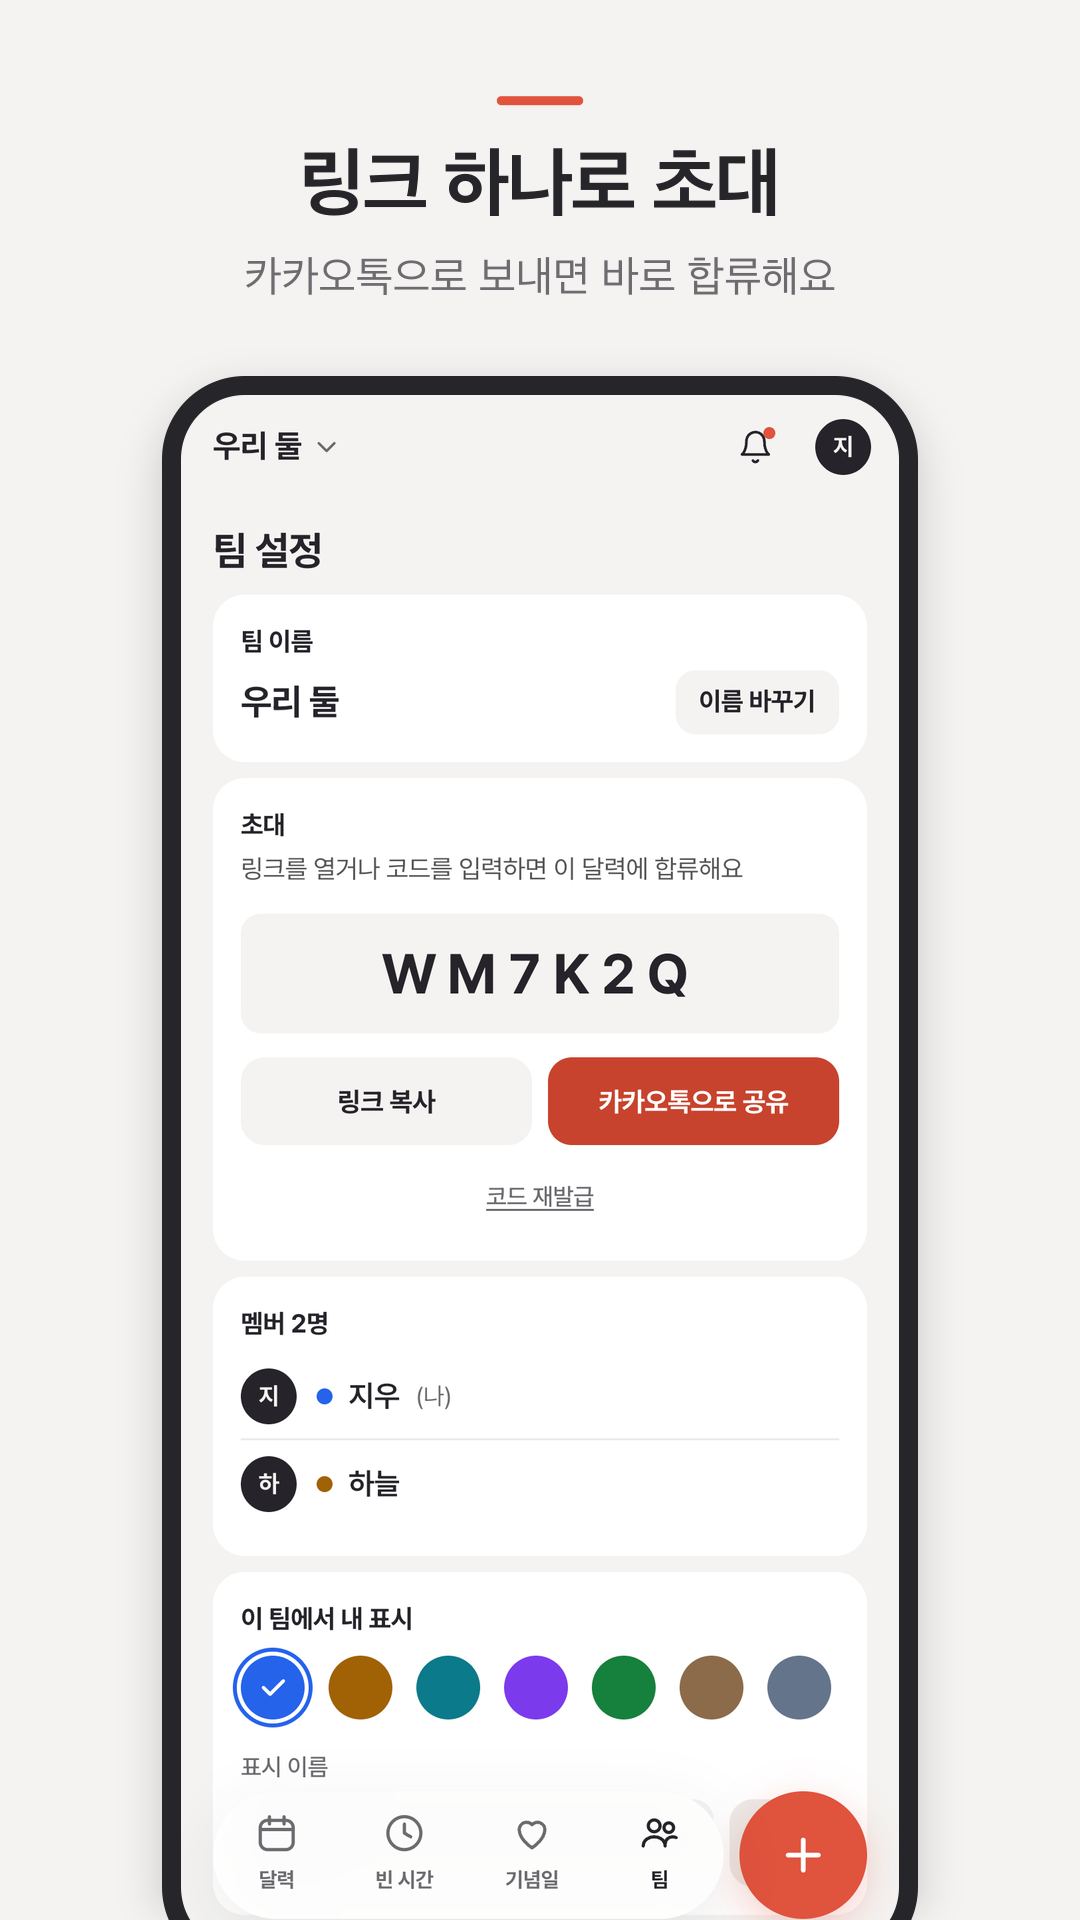 링크 하나로 초대
카카오톡으로 보내면 바로 합류해요
우리 둘
지
팀 설정
팀 이름
우리 둘
이름 바꾸기
초대
링크를 열거나 코드를 입력하면 이 달력에 합류해요
WM7K2Q
링크 복사
카카오톡으로 공유
코드 재발급
멤버 2명
지 지우 (나)
하 하늘
이 팀에서 내 표시
표시 이름
달력 빈 시간 기념일 팀